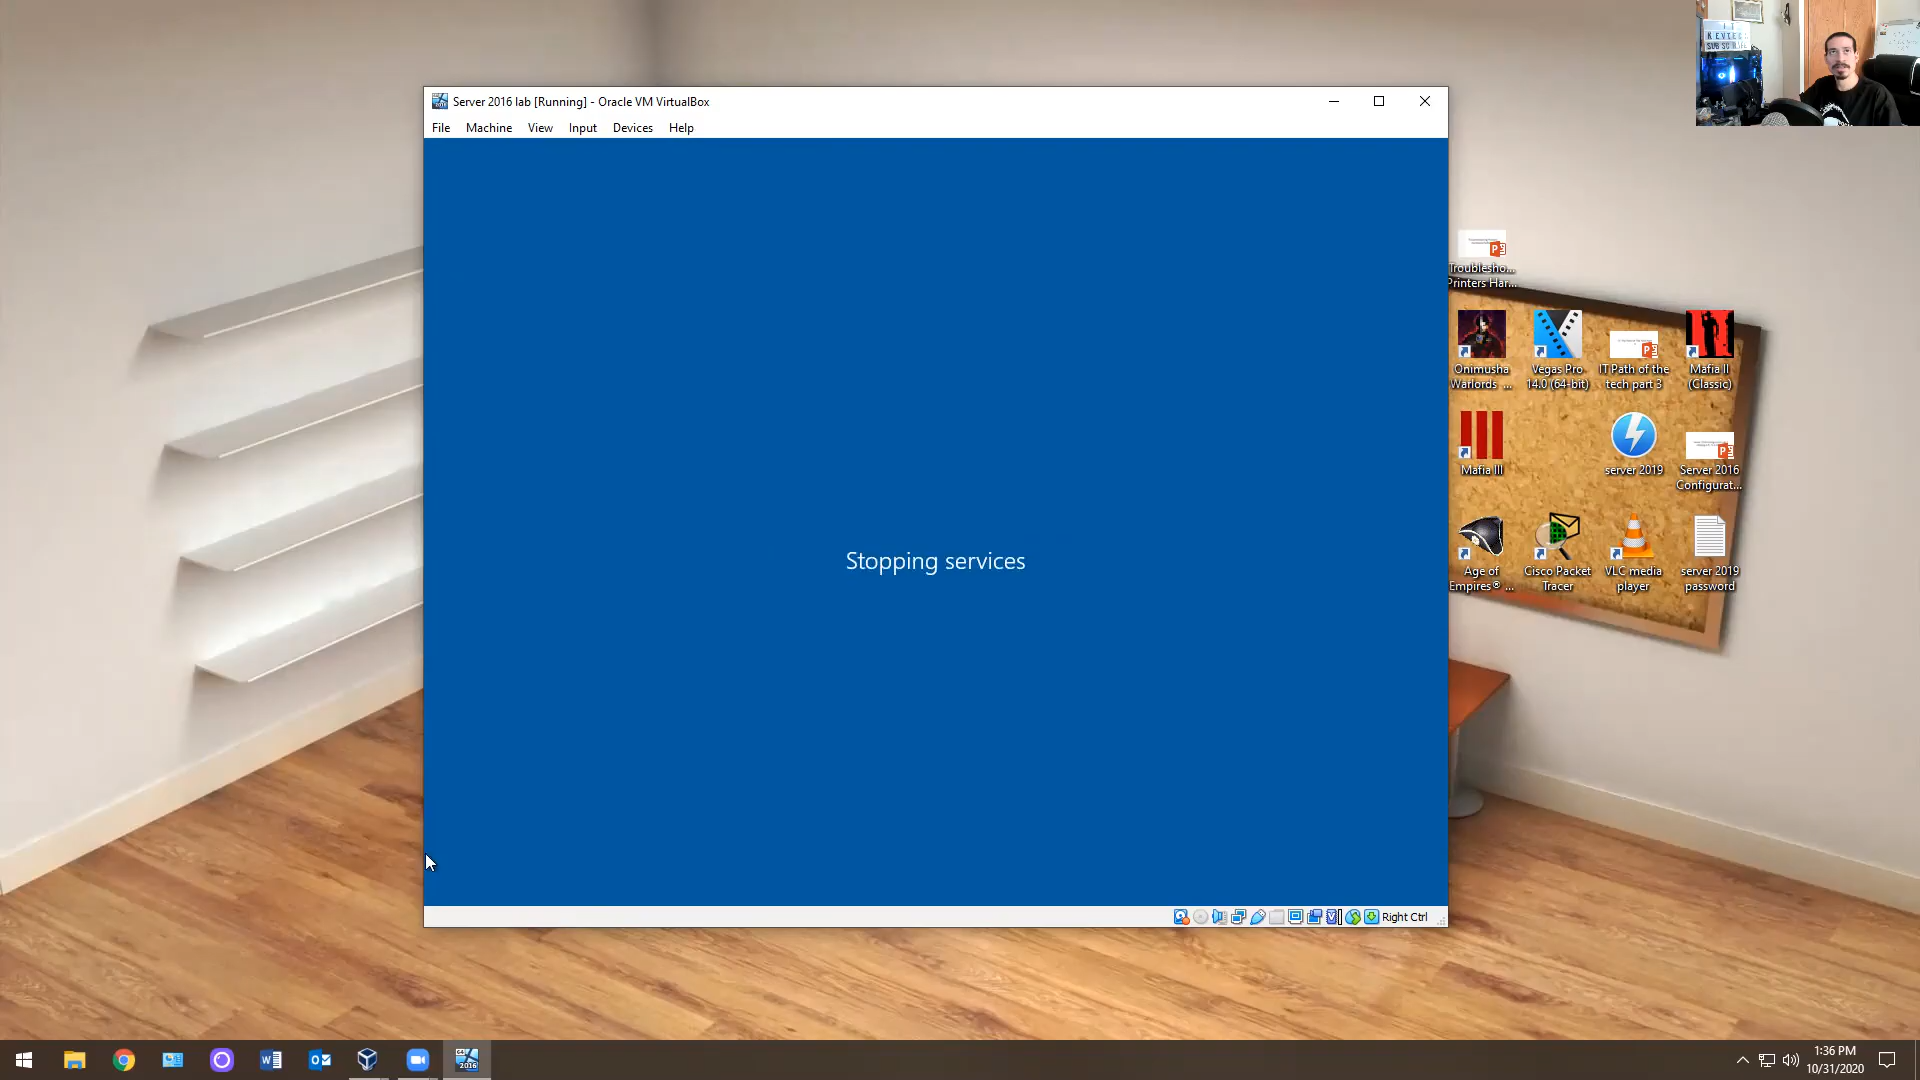 Server 2016 lab [Running] - Oracle VM VirtualBox
File Machine View Input Devices Help
Stopping services
Right Ctrl
Troublesho...
Printers Har...
Onimusha
Warlords ...
Vegas Pro
14.0 (64-bit)
IT Path of the
tech part 3
Mafia II
(Classic)
Mafia III
server 2019
Server 2016
Configurat...
Age of
Empires® ...
Cisco Packet
Tracer
VLC media
player
server 2019
password
2016
1:36 PM
10/31/2020